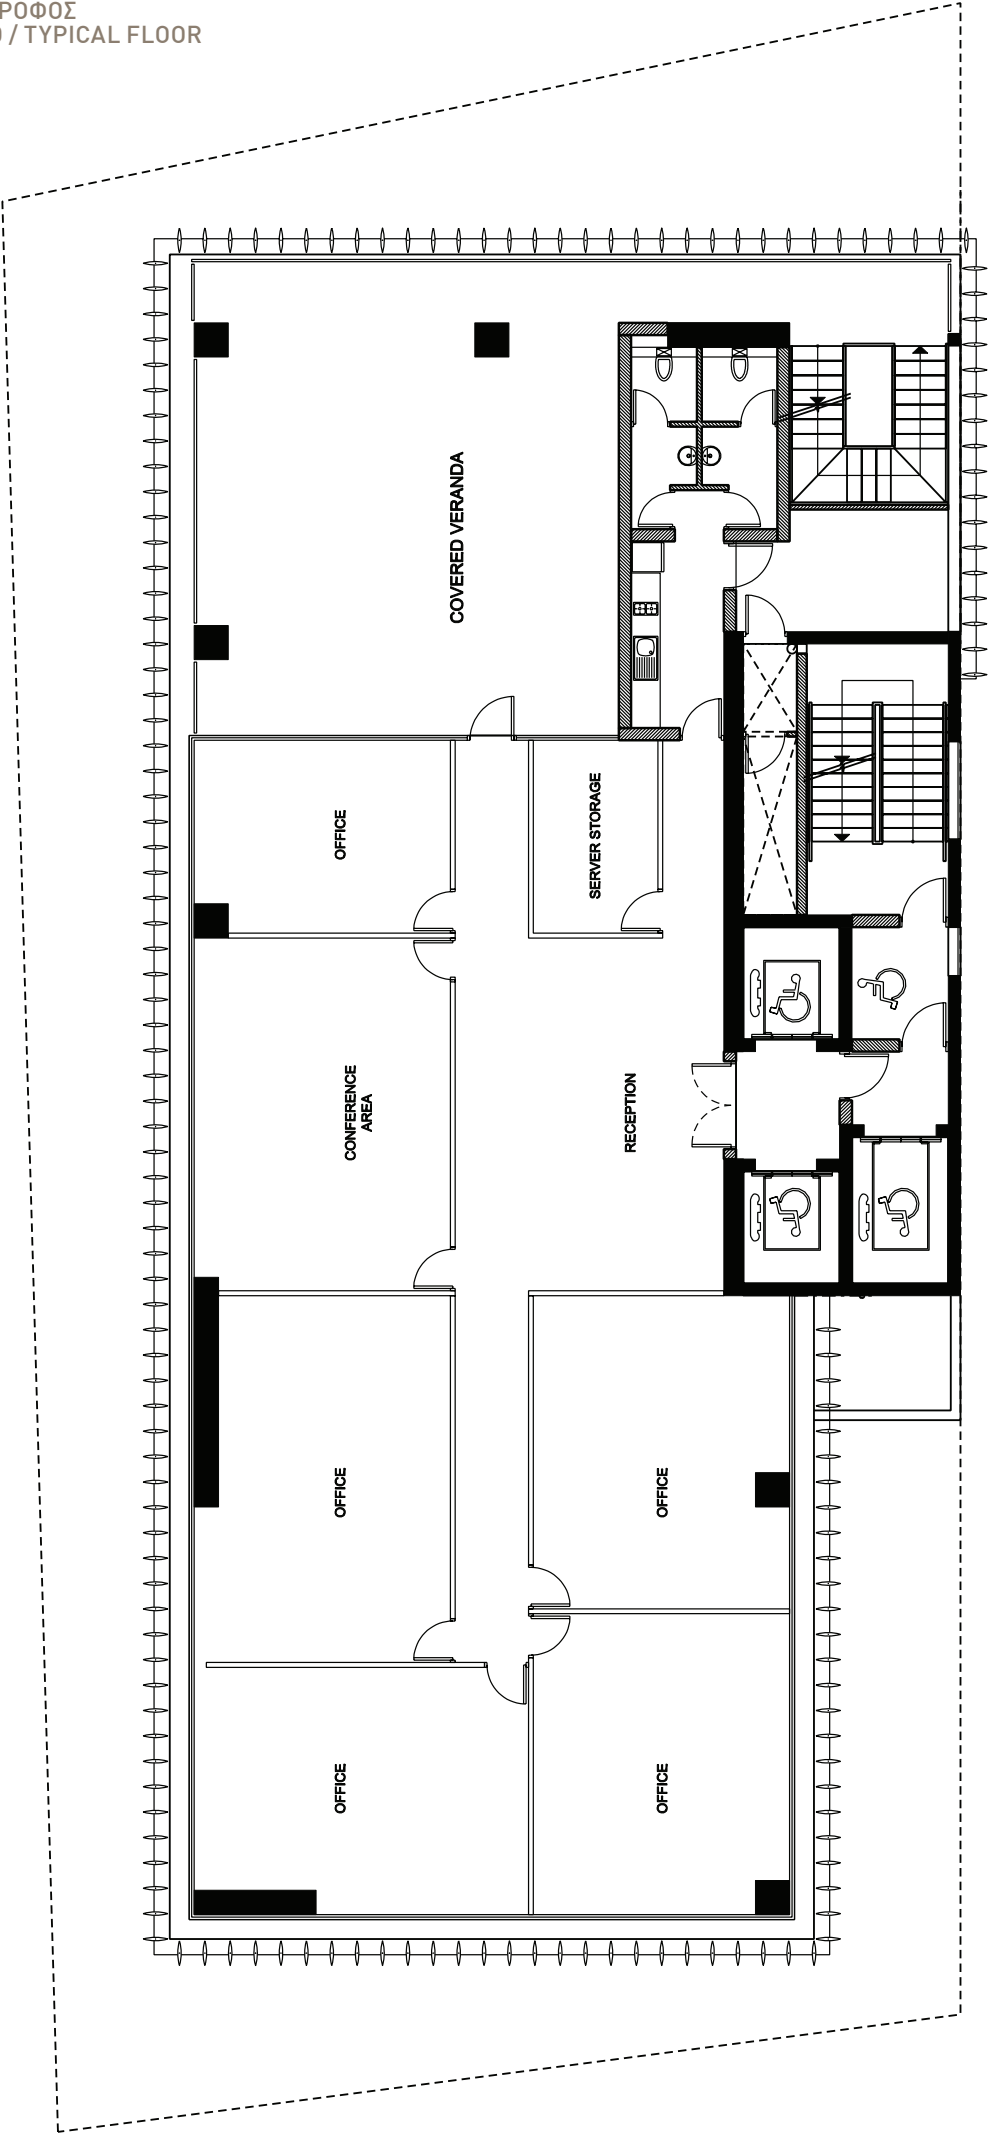 ΡΟΦΟΣ
/ TYPICAL FLOOR
COVERED VERANDA
OFFICE
SERVER STORAGE
CONFERENCE
AREA
RECEPTION
OFFICE
OFFICE
OFFICE
OFFICE